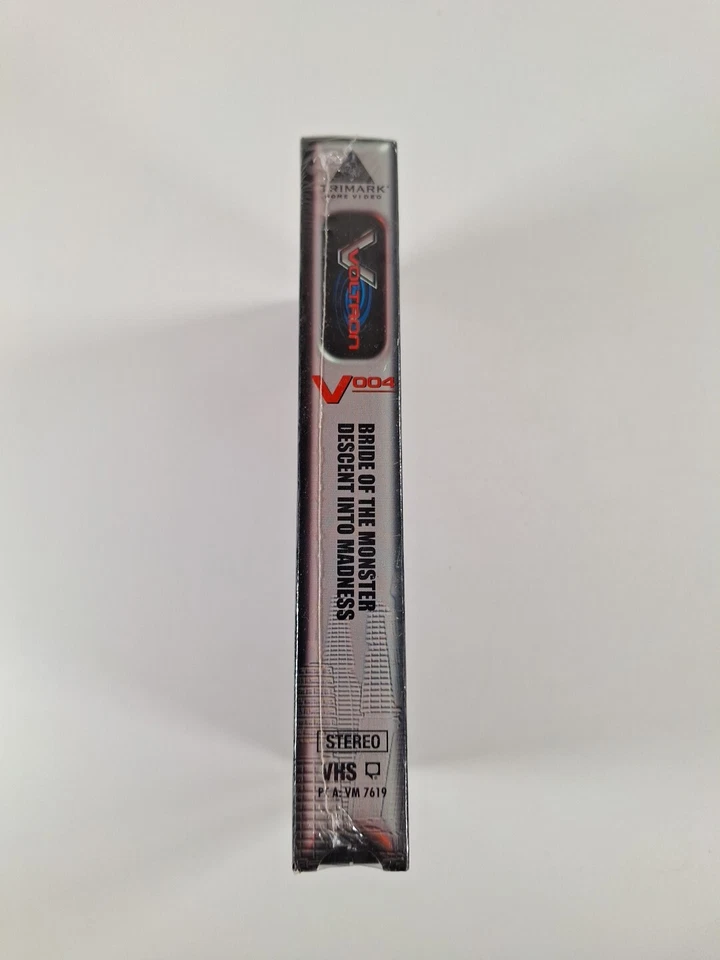 TRIMARK
HOME VIDEO
VOLTRON
V004
BRIDE OF THE MONSTER
DESCENT INTO MADNESS
STEREO
VHS
VM 7619